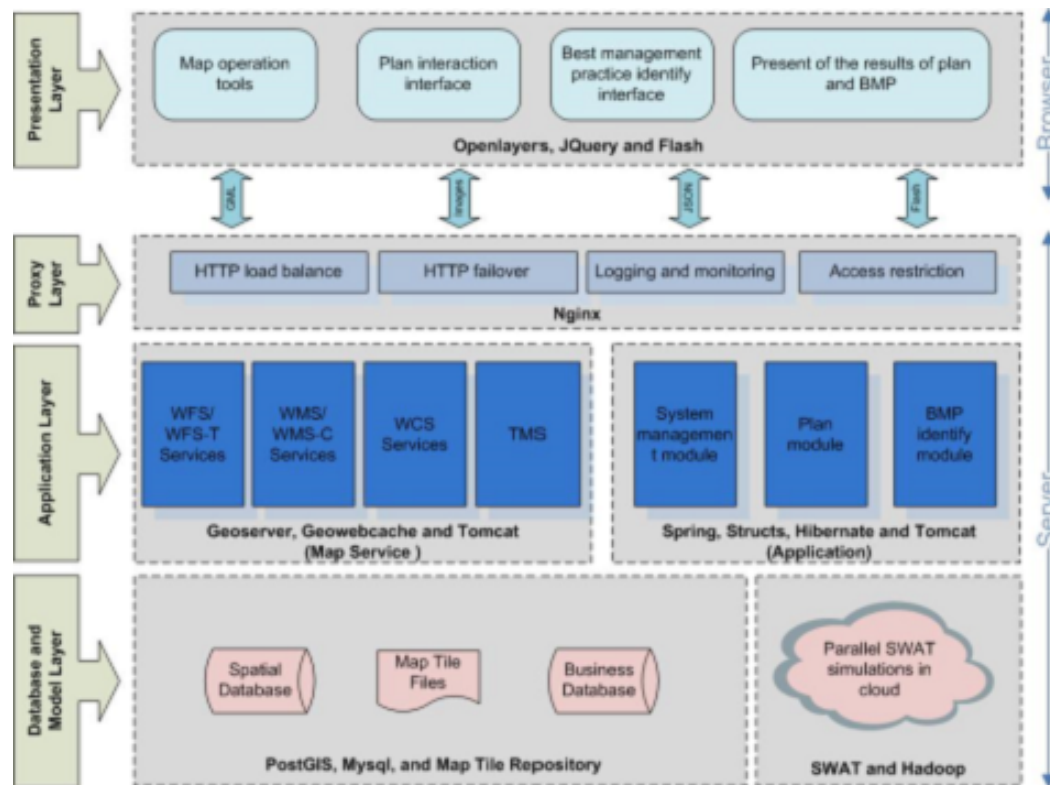 Presentation
Layer
Map operation
tools
Plan interaction
interface
Best management
practice identify
interface
Present of the results of plan
and BMP
Openlayers, JQuery and Flash
Browser
GML
Images
JSON
Flash
Proxy
Layer
HTTP load balance
HTTP failover
Logging and monitoring
Access restriction
Nginx
Application Layer
WFS/
WFS-T
Services
WMS/
WMS-C
Services
WCS
Services
TMS
Geoserver, Geowebcache and Tomcat
(Map Service )
System
managemen
t module
Plan
module
BMP
identify
module
Spring, Structs, Hibernate and Tomcat
(Application)
Server
Database and
Model Layer
Spatial
Database
Map Tile
Files
Business
Database
PostGIS, Mysql, and Map Tile Repository
Parallel SWAT
simulations in
cloud
SWAT and Hadoop